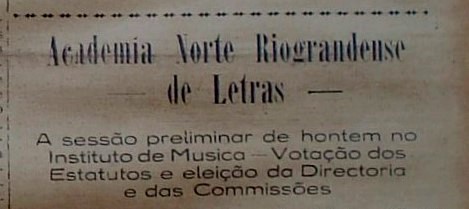 Academia Norte Riograndense
— de Letras —
A sessão preliminar de hontem no
Instituto de Musica — Votação dos
Estatutos e eleição da Directoria
e das Commissões